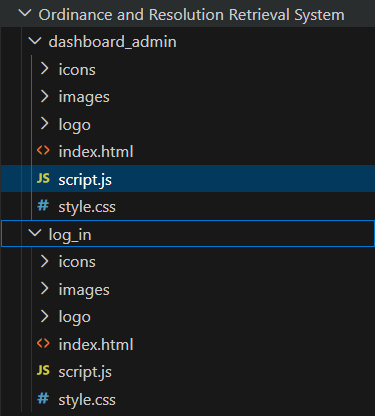 Ordinance and Resolution Retrieval System
dashboard_admin
icons
images
logo
<> index.html
JS script.js
# style.css
log_in
icons
images
logo
<> index.html
JS script.js
# style.css